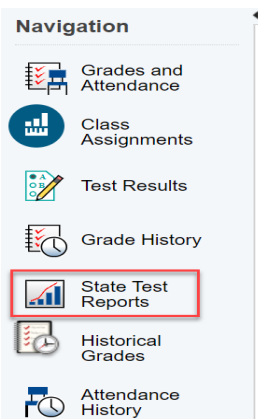 Navigation
Grades and
Attendance
Class
Assignments
Test Results
Grade History
State Test
Reports
Historical
Grades
Attendance
History